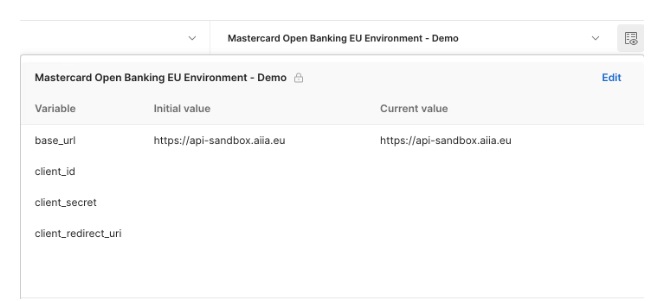 Mastercard Open Banking EU Environment - Demo
Mastercard Open Banking EU Environment - Demo Edit
Variable Initial value Current value
base_url https://api-sandbox.aiia.eu https://api-sandbox.aiia.eu
client_id
client_secret
client_redirect_uri